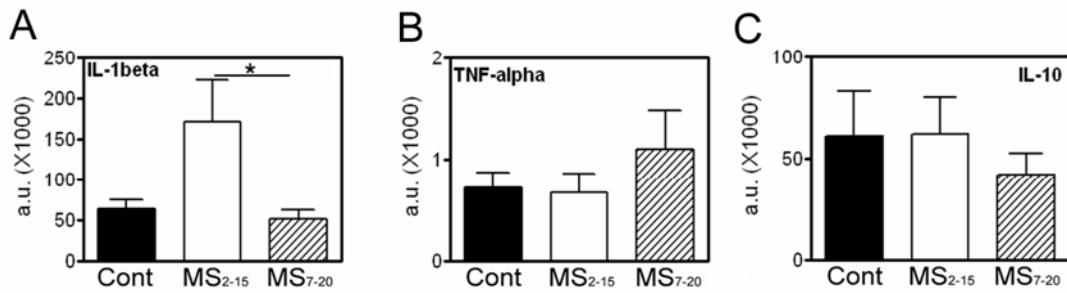 A
250
200
150
100
50
0
a.u. (X1000)
IL-1beta
*
Cont MS2-15 MS7-20
B
2
1
0
a.u. (X1000)
TNF-alpha
Cont MS2-15 MS7-20
C
100
50
0
a.u. (X1000)
IL-10
Cont MS2-15 MS7-20